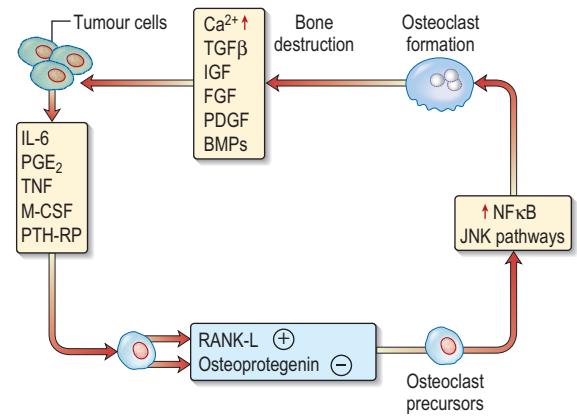 Tumour cells
Ca²⁺ ↑
TGFβ
IGF
FGF
PDGF
BMPs
Bone
destruction
Osteoclast
formation
IL-6
PGE₂
TNF
M-CSF
PTH-RP
↑ NFκB
JNK pathways
RANK-L +
Osteoprotegenin −
Osteoclast
precursors